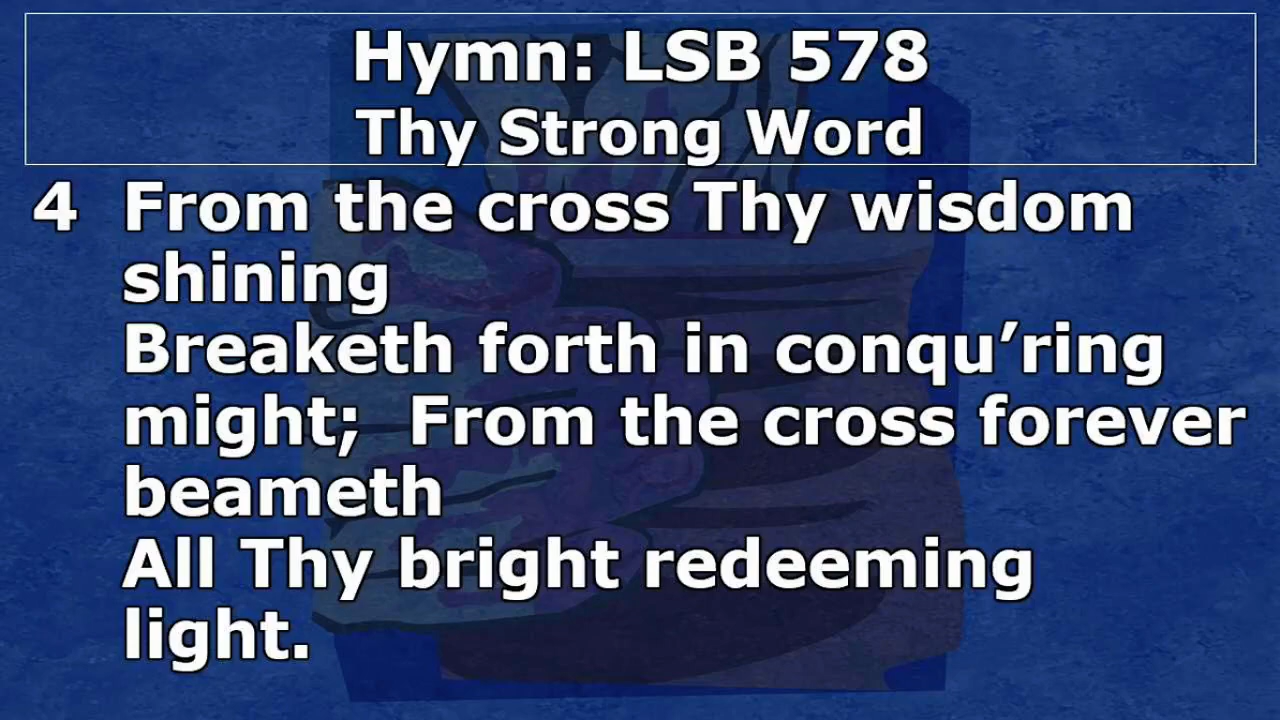 Hymn: LSB 578
Thy Strong Word
4 From the cross Thy wisdom
shining
Breaketh forth in conqu’ring
might; From the cross forever
beameth
All Thy bright redeeming
light.